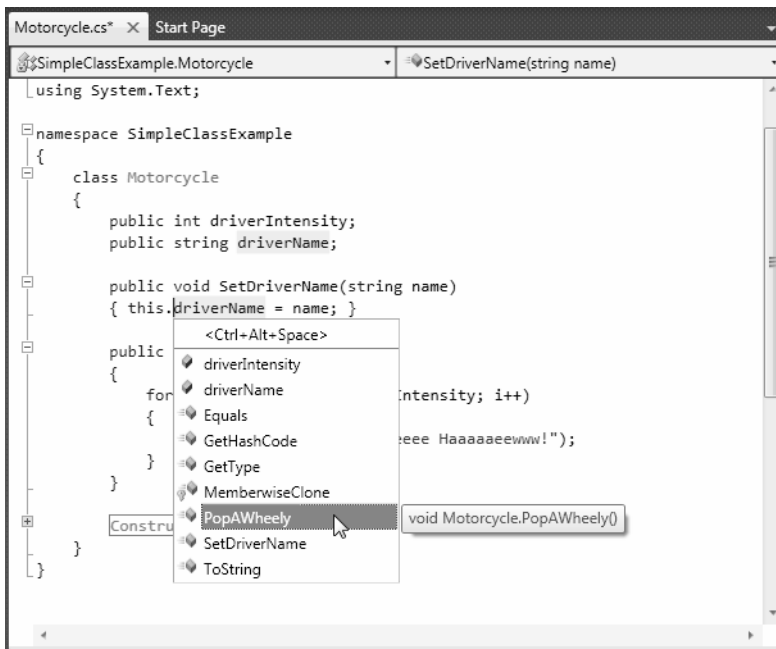 Motorcycle.cs* × Start Page
SimpleClassExample.Motorcycle SetDriverName(string name)
using System.Text;
namespace SimpleClassExample
{
class Motorcycle
{
public int driverIntensity;
public string driverName;
public void SetDriverName(string name)
{ this.driverName = name; }
<Ctrl+Alt+Space>
public
driverIntensity
{
driverName
for Intensity; i++)
Equals
{
GetHashCode
eeee Haaaaaeewww!");
GetType
}
MemberwiseClone
}
PopAWheely void Motorcycle.PopAWheely()
Constru
SetDriverName
}
ToString
}